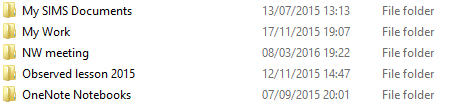 My SIMS Documents 13/07/2015 13:13 File folder
My Work 17/11/2015 19:07 File folder
NW meeting 08/03/2016 19:22 File folder
Observed lesson 2015 12/11/2015 14:47 File folder
OneNote Notebooks 07/09/2015 20:01 File folder